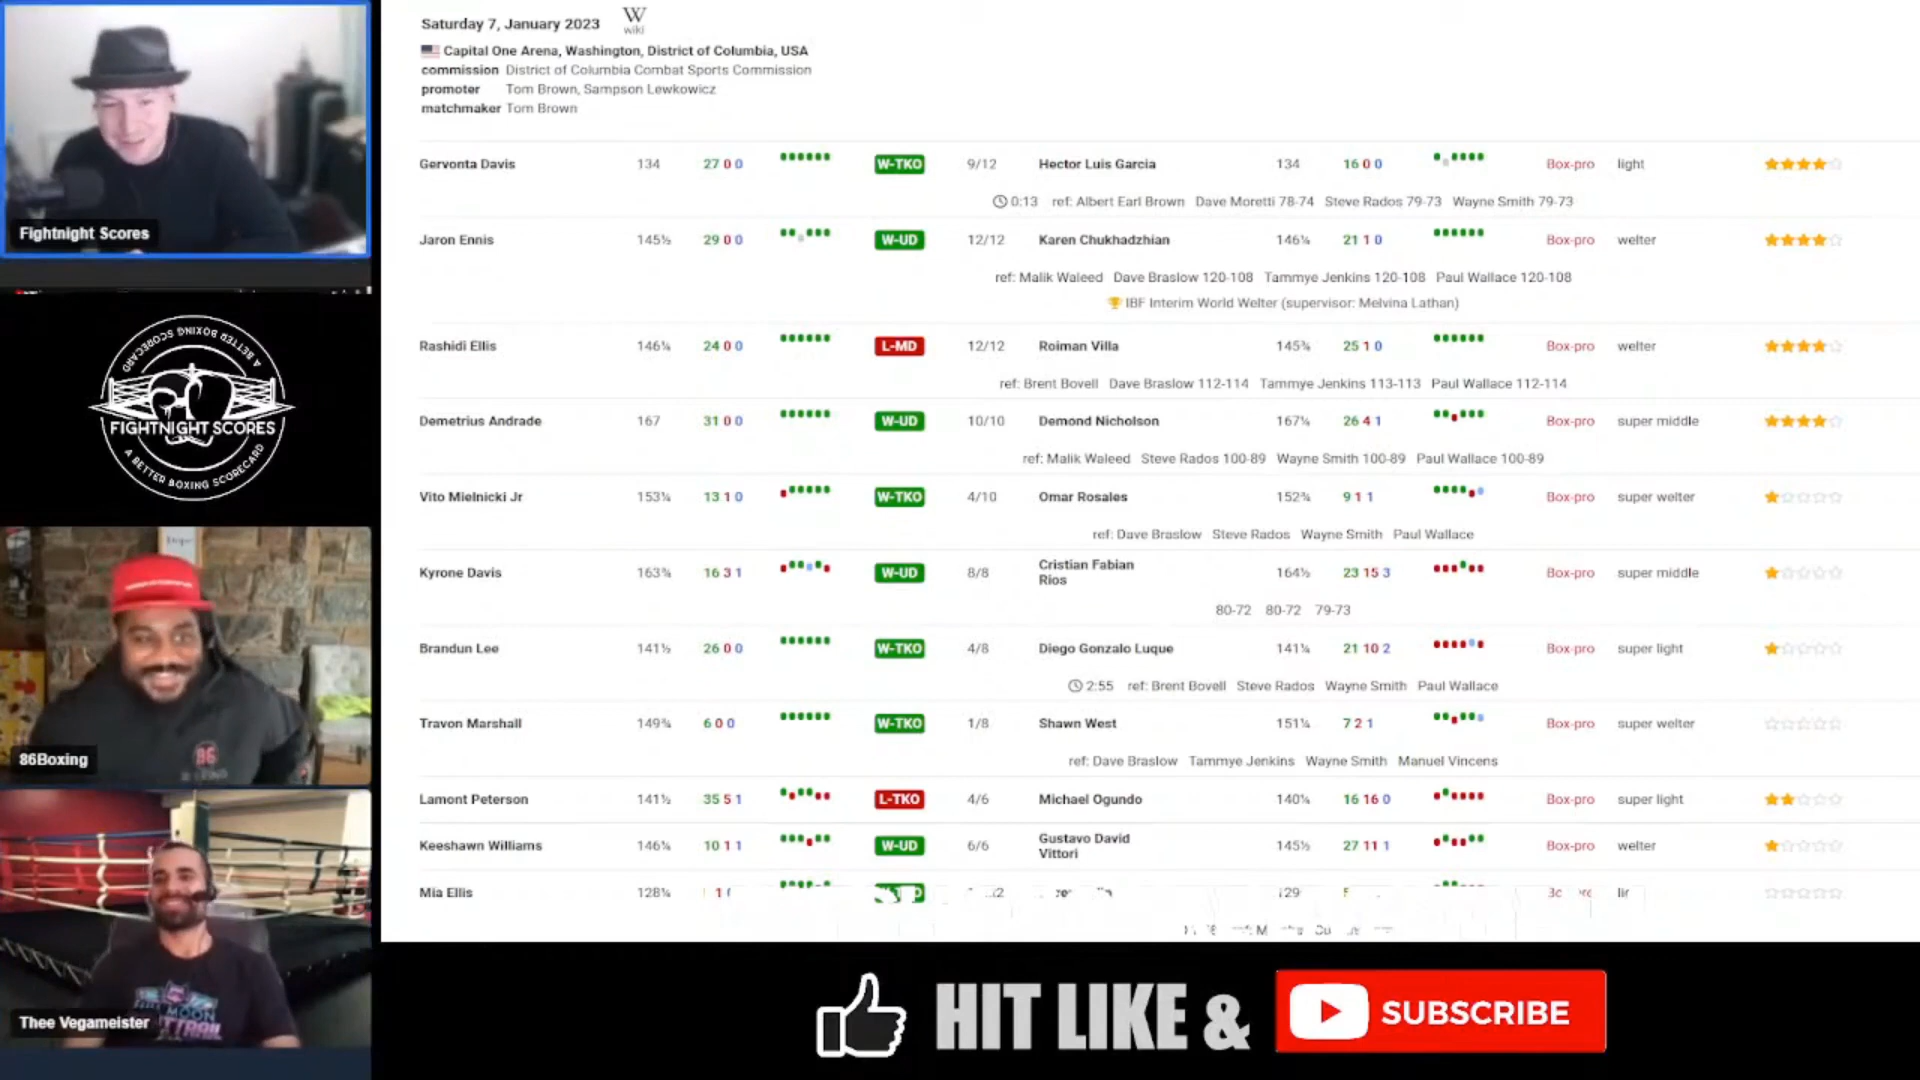 Saturday 7, January 2023
W
wiki
Capital One Arena, Washington, District of Columbia, USA
commission District of Columbia Combat Sports Commission
promoter Tom Brown, Sampson Lewkowicz
matchmaker Tom Brown
Gervonta Davis 134 27 0 0 W-TKO 9/12 Hector Luis Garcia 134 16 0 0 Box-pro light
0:13 ref: Albert Earl Brown Dave Moretti 78-74 Steve Rados 79-73 Wayne Smith 79-73
Jaron Ennis 145½ 29 0 0 W-UD 12/12 Karen Chukhadzhian 146¼ 21 1 0 Box-pro welter
ref: Malik Waleed Dave Braslow 120-108 Tammye Jenkins 120-108 Paul Wallace 120-108
IBF Interim World Welter (supervisor: Melvina Lathan)
Rashidi Ellis 146¼ 24 0 0 L-MD 12/12 Roiman Villa 145¾ 25 1 0 Box-pro welter
ref: Brent Bovell Dave Braslow 112-114 Tammye Jenkins 113-113 Paul Wallace 112-114
Demetrius Andrade 167 31 0 0 W-UD 10/10 Demond Nicholson 167¼ 26 4 1 Box-pro super middle
ref: Malik Waleed Steve Rados 100-89 Wayne Smith 100-89 Paul Wallace 100-89
Vito Mielnicki Jr 153¼ 13 1 0 W-TKO 4/10 Omar Rosales 152¾ 9 1 1 Box-pro super welter
ref: Dave Braslow Steve Rados Wayne Smith Paul Wallace
Kyrone Davis 163¾ 16 3 1 W-UD 8/8 Cristian Fabian Rios 164½ 23 15 3 Box-pro super middle
80-72 80-72 79-73
Brandun Lee 141½ 26 0 0 W-TKO 4/8 Diego Gonzalo Luque 141¼ 21 10 2 Box-pro super light
2:55 ref: Brent Bovell Steve Rados Wayne Smith Paul Wallace
Travon Marshall 149¾ 6 0 0 W-TKO 1/8 Shawn West 151¼ 7 2 1 Box-pro super welter
ref: Dave Braslow Tammye Jenkins Wayne Smith Manuel Vincens
Lamont Peterson 141½ 35 5 1 L-TKO 4/6 Michael Ogundo 140¼ 16 16 0 Box-pro super light
Keeshawn Williams 146¼ 10 1 1 W-UD 6/6 Gustavo David Vittori 145½ 27 11 1 Box-pro welter
Mia Ellis 128¼
Fightnight Scores
A BETTER BOXING SCORECARD
FIGHTNIGHT SCORES
A BETTER BOXING SCORECARD
86
86Boxing
MOON
Thee Vegameister
HIT LIKE &
SUBSCRIBE